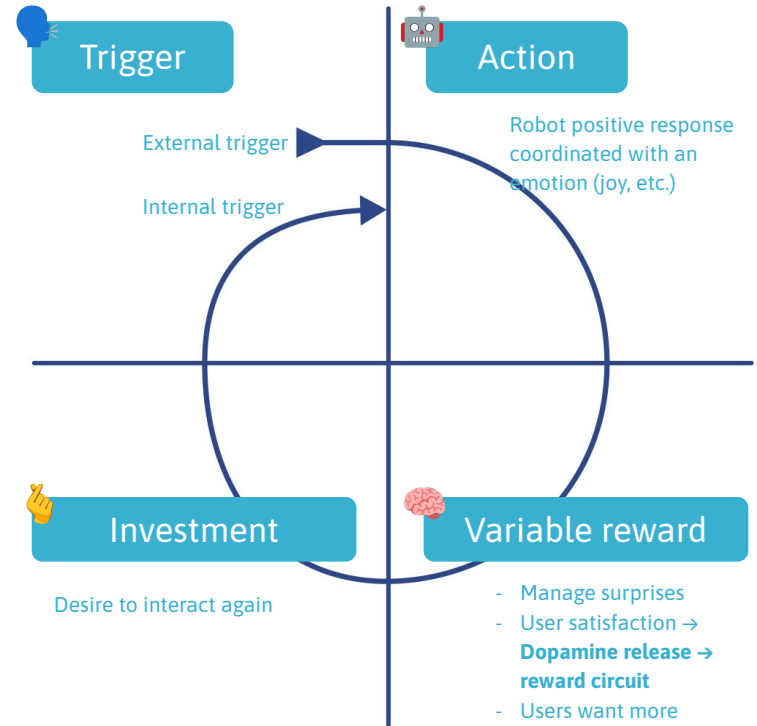 Trigger
External trigger
Internal trigger
Action
Robot positive response
coordinated with an
emotion (joy, etc.)
Investment
Desire to interact again
Variable reward
- Manage surprises
- User satisfaction →
Dopamine release →
reward circuit
- Users want more